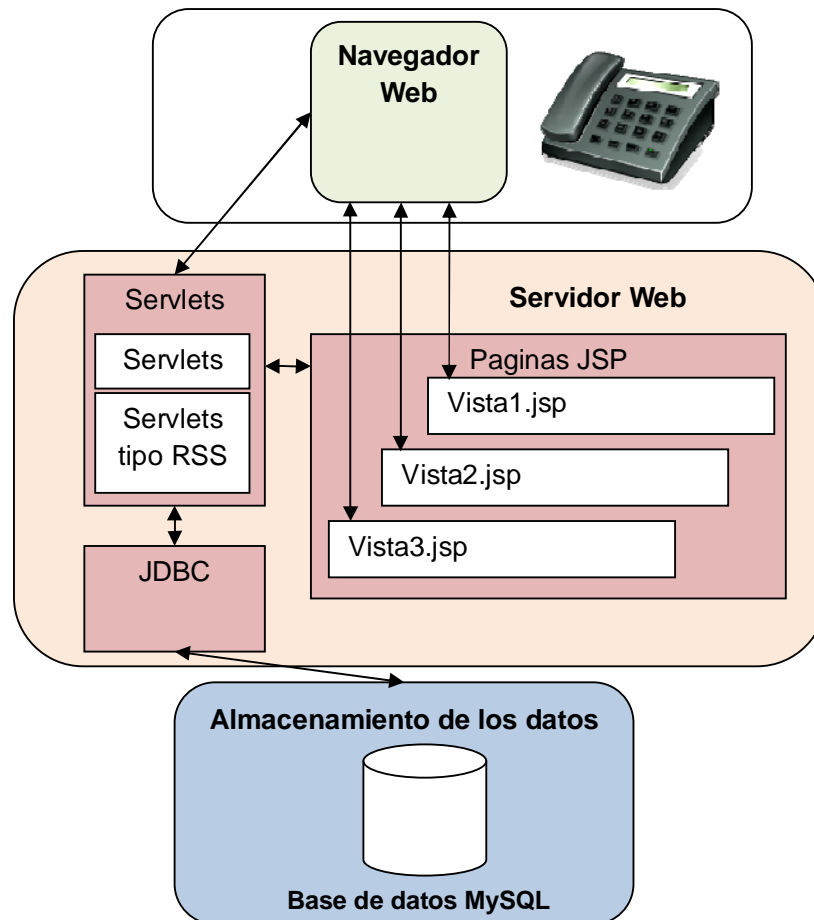 Navegador
Web
Servlets
Servidor Web
Servlets
Servlets
tipo RSS
Paginas JSP
Vista1.jsp
Vista2.jsp
Vista3.jsp
JDBC
Almacenamiento de los datos
Base de datos MySQL